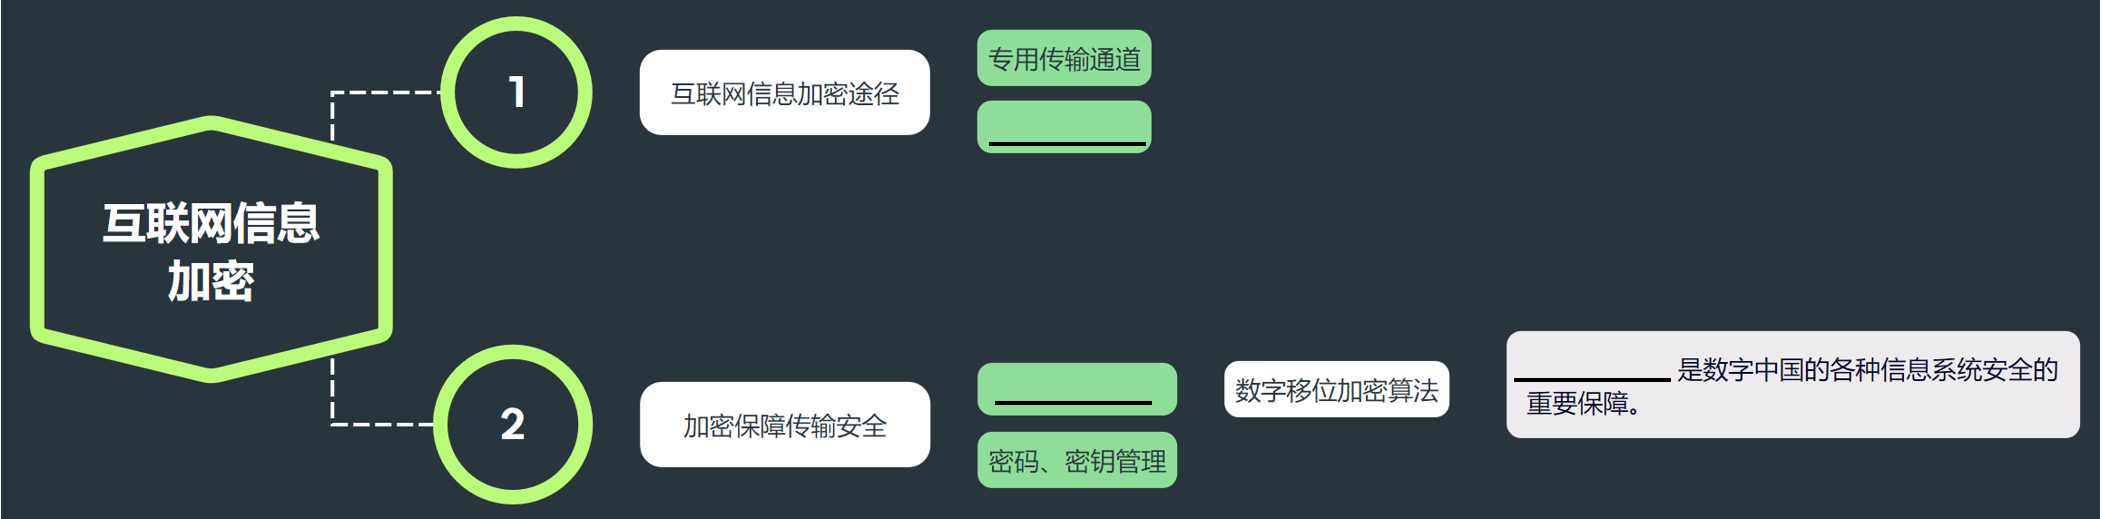 互联网信息
加密
1
互联网信息加密途径
专用传输通道
2
加密保障传输安全
数字移位加密算法
密码、密钥管理
是数字中国的各种信息系统安全的
重要保障。